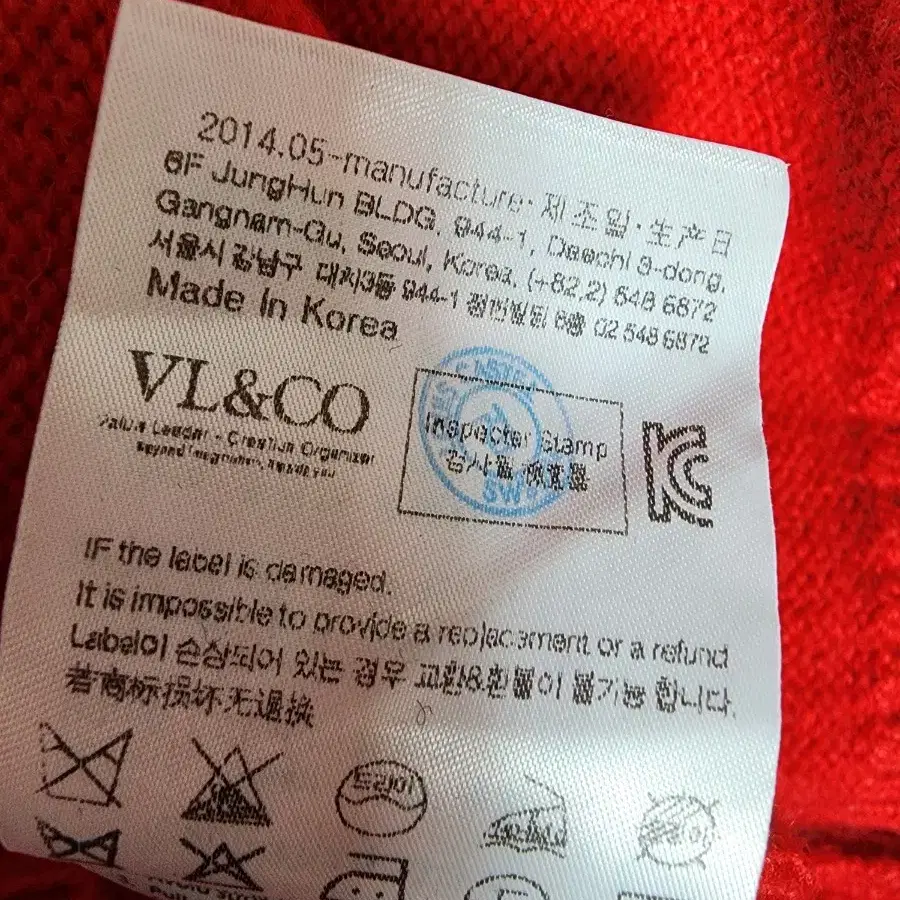 2014.05-manufacture· 제조일·生产日
6F JungHun BLDG, 944-1, Daechi 3-dong,
Gangnam-Gu, Seoul, Korea, (+82.2) 548 6872
서울시 강남구 대치3동 944-1 정헌빌딩 6층 02 548 6872
Made In Korea
VL&CO
Value Leader - Creative Organizer
Inspecter Stamp
검사필
KC
IF the label is damaged.
It is impossible to provide a replacement or a refund
Label이 손상되어 있는 경우 교환&환불이 불가능 합니다.
若商标损坏无退换
드라이